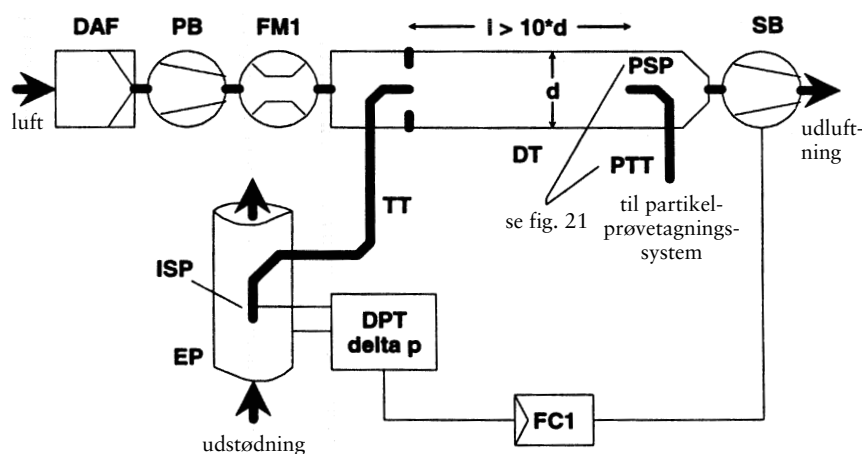 DAF
PB
FM1
i > 10*d
SB
luft
d
PSP
udluft-
ning
DT
PTT
TT
se fig. 21
til partikel-
prøvetagnings-
system
ISP
EP
DPT
delta p
FC1
udstødning